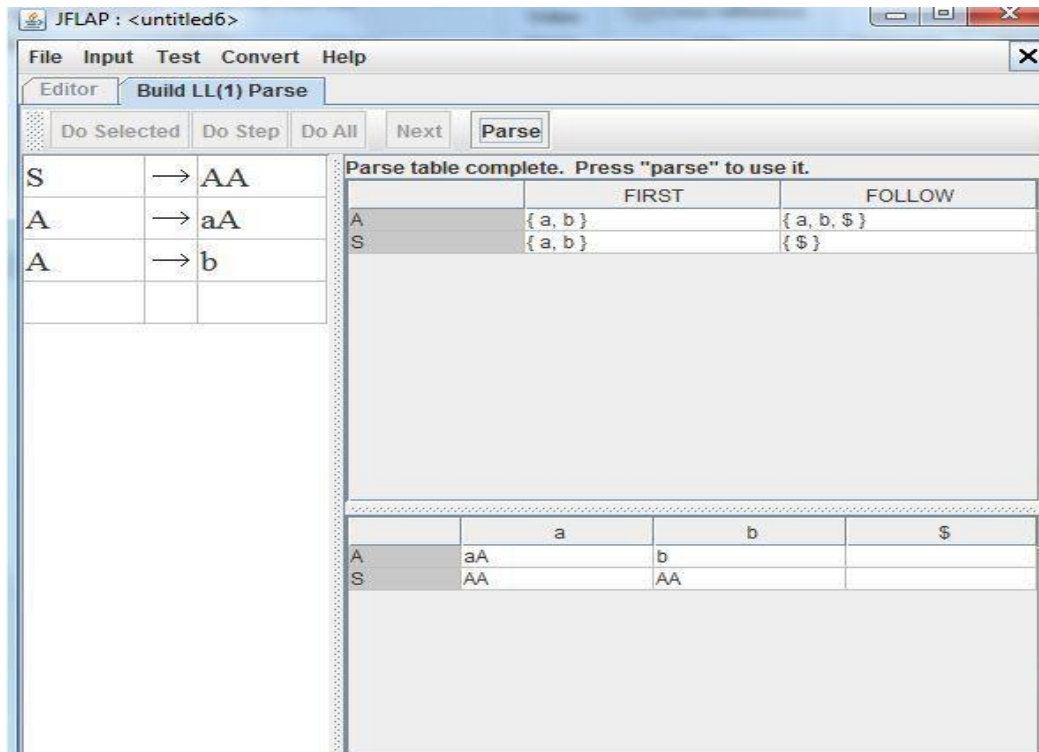 JFLAP : <untitled6>
File Input Test Convert Help
Editor Build LL(1) Parse
Do Selected Do Step Do All Next Parse
S → AA
A → aA
A → b
Parse table complete. Press "parse" to use it.
FIRST FOLLOW
A { a, b } { a, b, $ }
S { a, b } { $ }
a b $
A aA b
S AA AA